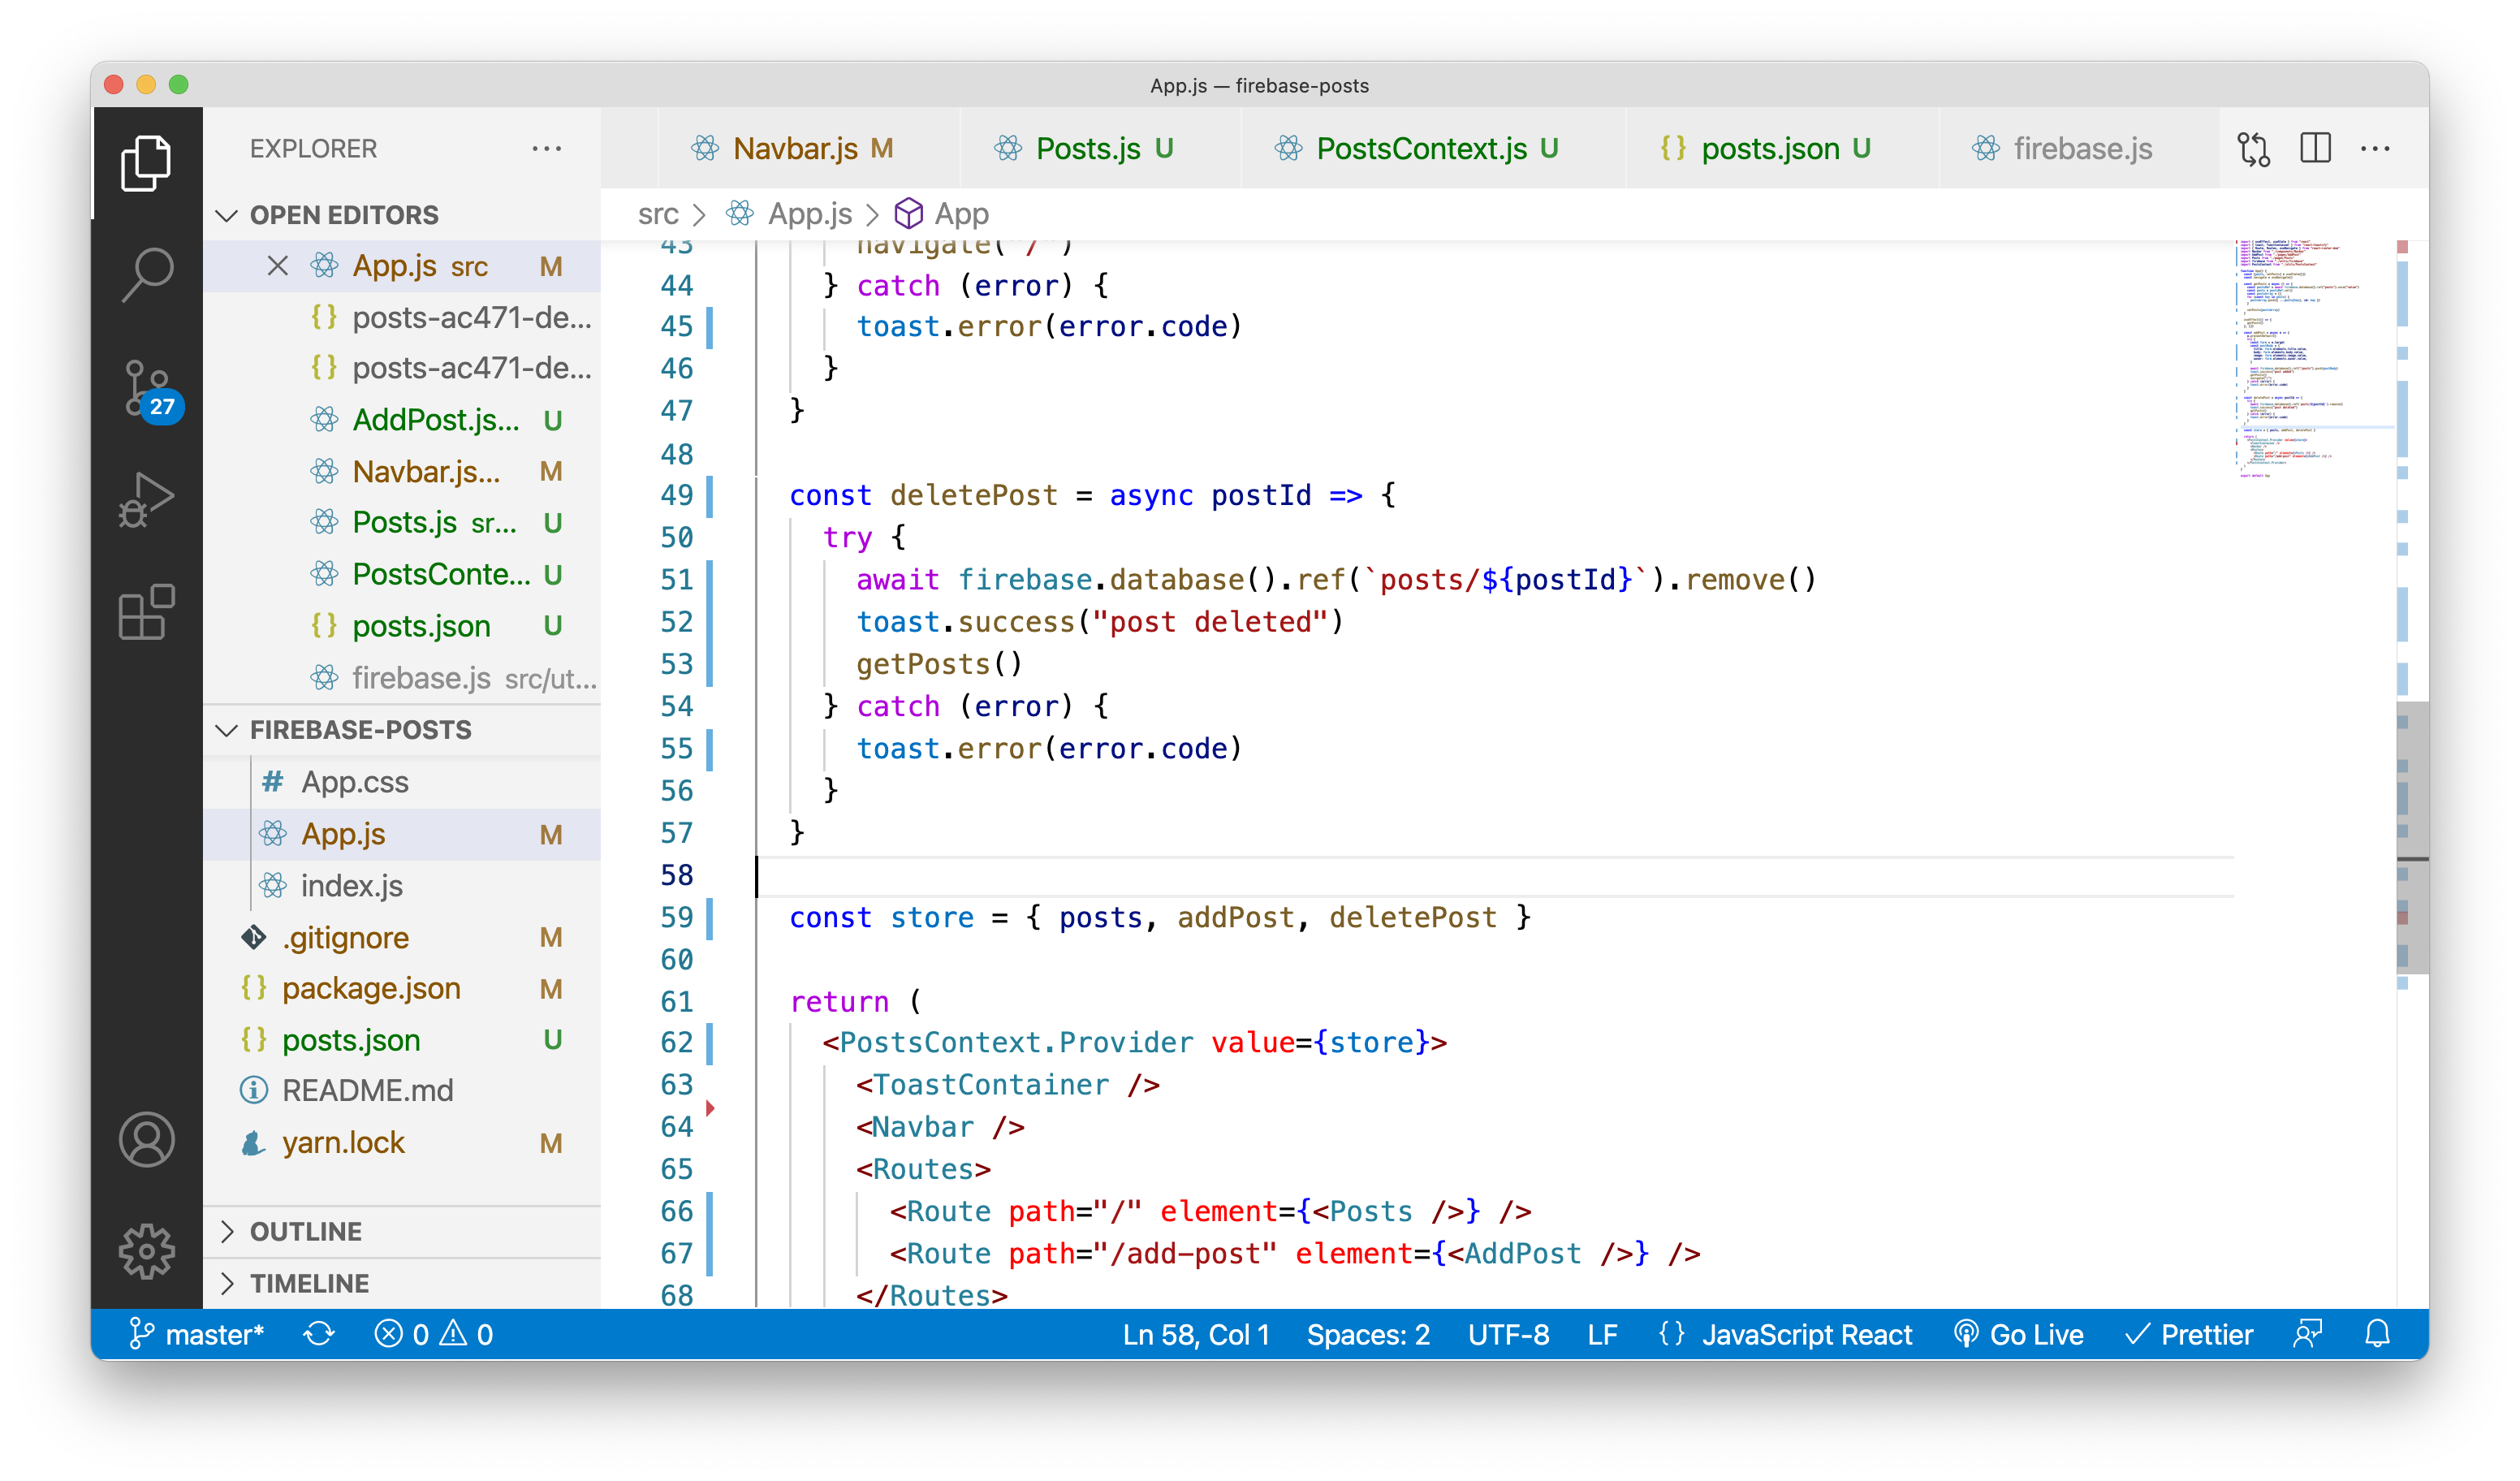 App.js — firebase-posts
EXPLORER
OPEN EDITORS
App.js src M
posts-ac471-de...
posts-ac471-de...
AddPost.js... U
Navbar.js... M
Posts.js sr... U
PostsConte... U
posts.json U
firebase.js src/ut...
FIREBASE-POSTS
App.css
App.js M
index.js
.gitignore M
package.json M
posts.json U
README.md
yarn.lock M
OUTLINE
TIMELINE
27
Navbar.js M Posts.js U PostsContext.js U posts.json U firebase.js
src > App.js > App
43 navigate("/")
44 } catch (error) {
45 toast.error(error.code)
46 }
47 }
48
49 const deletePost = async postId => {
50 try {
51 await firebase.database().ref(`posts/${postId}`).remove()
52 toast.success("post deleted")
53 getPosts()
54 } catch (error) {
55 toast.error(error.code)
56 }
57 }
58
59 const store = { posts, addPost, deletePost }
60
61 return (
62 <PostsContext.Provider value={store}>
63 <ToastContainer />
64 <Navbar />
65 <Routes>
66 <Route path="/" element={<Posts />} />
67 <Route path="/add-post" element={<AddPost />} />
68 </Routes>
master* 0 0 Ln 58, Col 1 Spaces: 2 UTF-8 LF {} JavaScript React Go Live Prettier